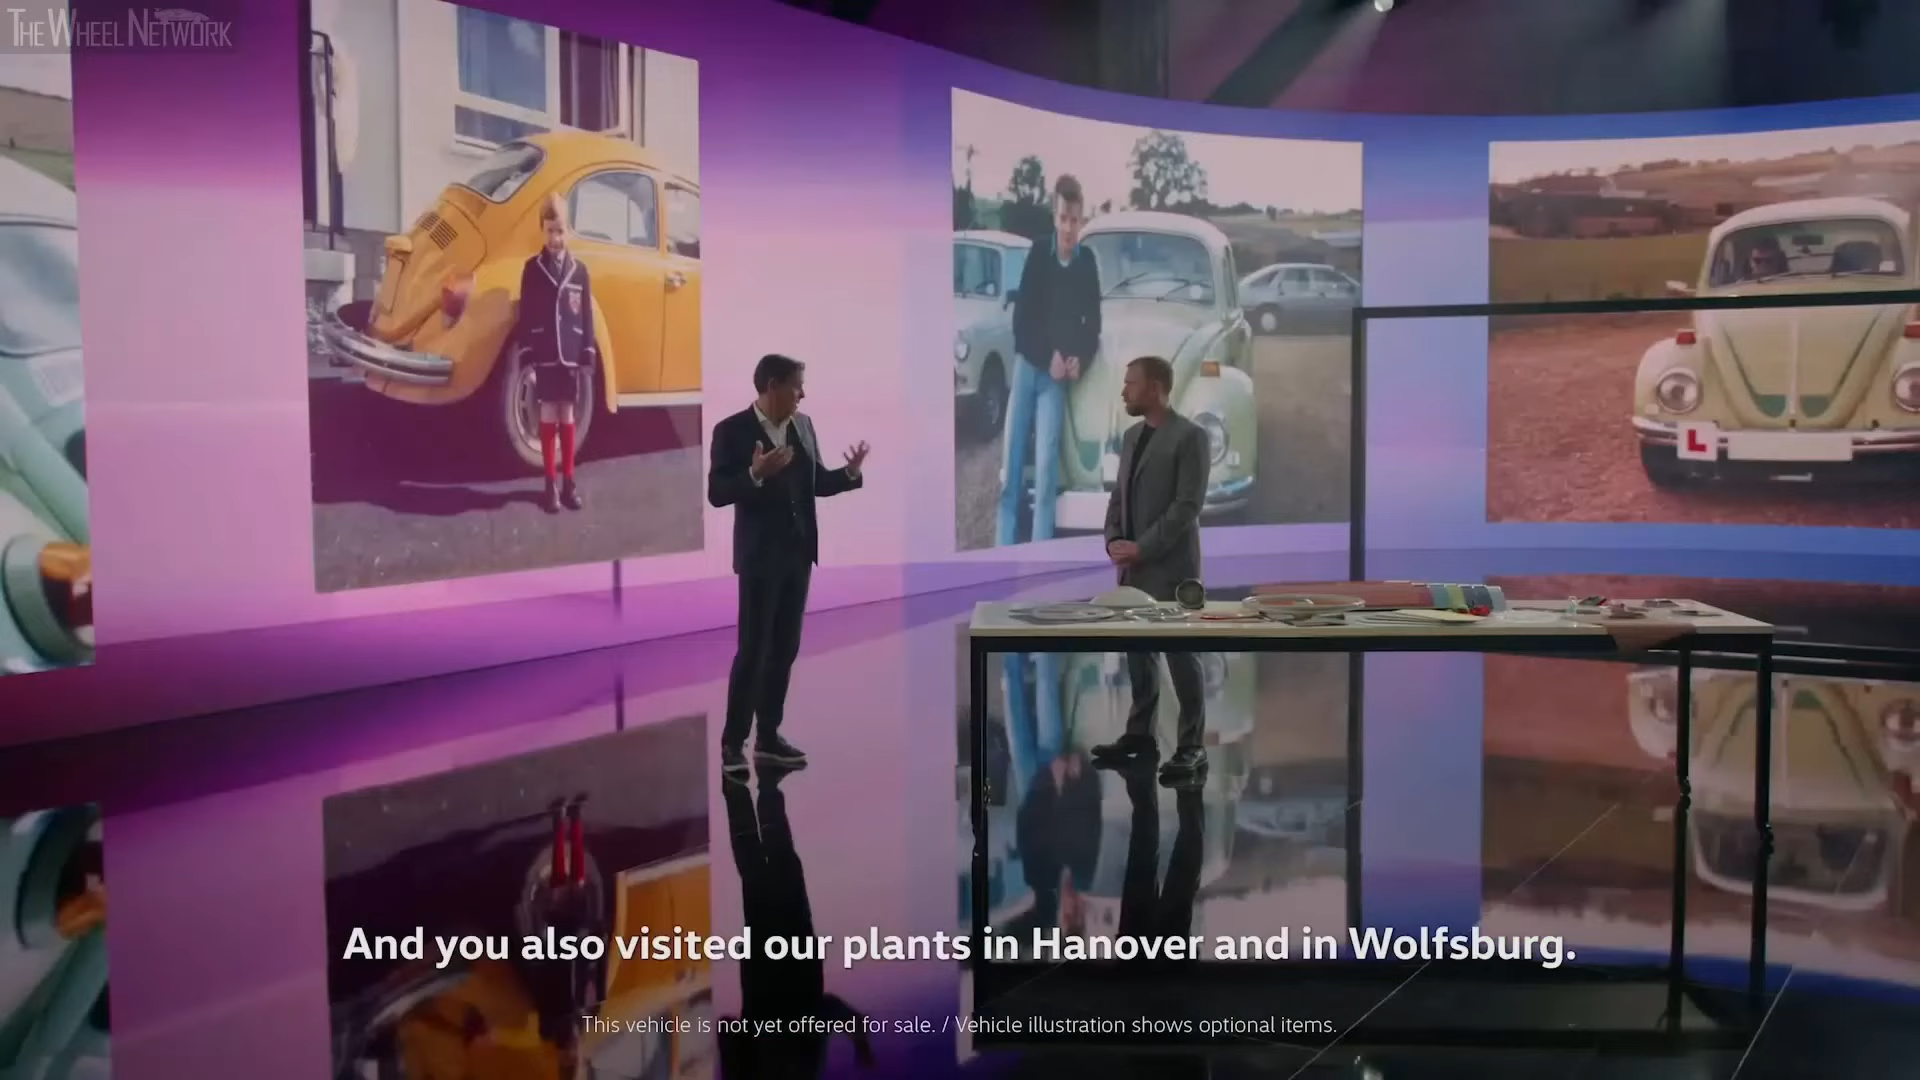 THE WHEEL NETWORK
L
And you also visited our plants in Hanover and in Wolfsburg.
This vehicle is not yet offered for sale. / Vehicle illustration shows optional items.